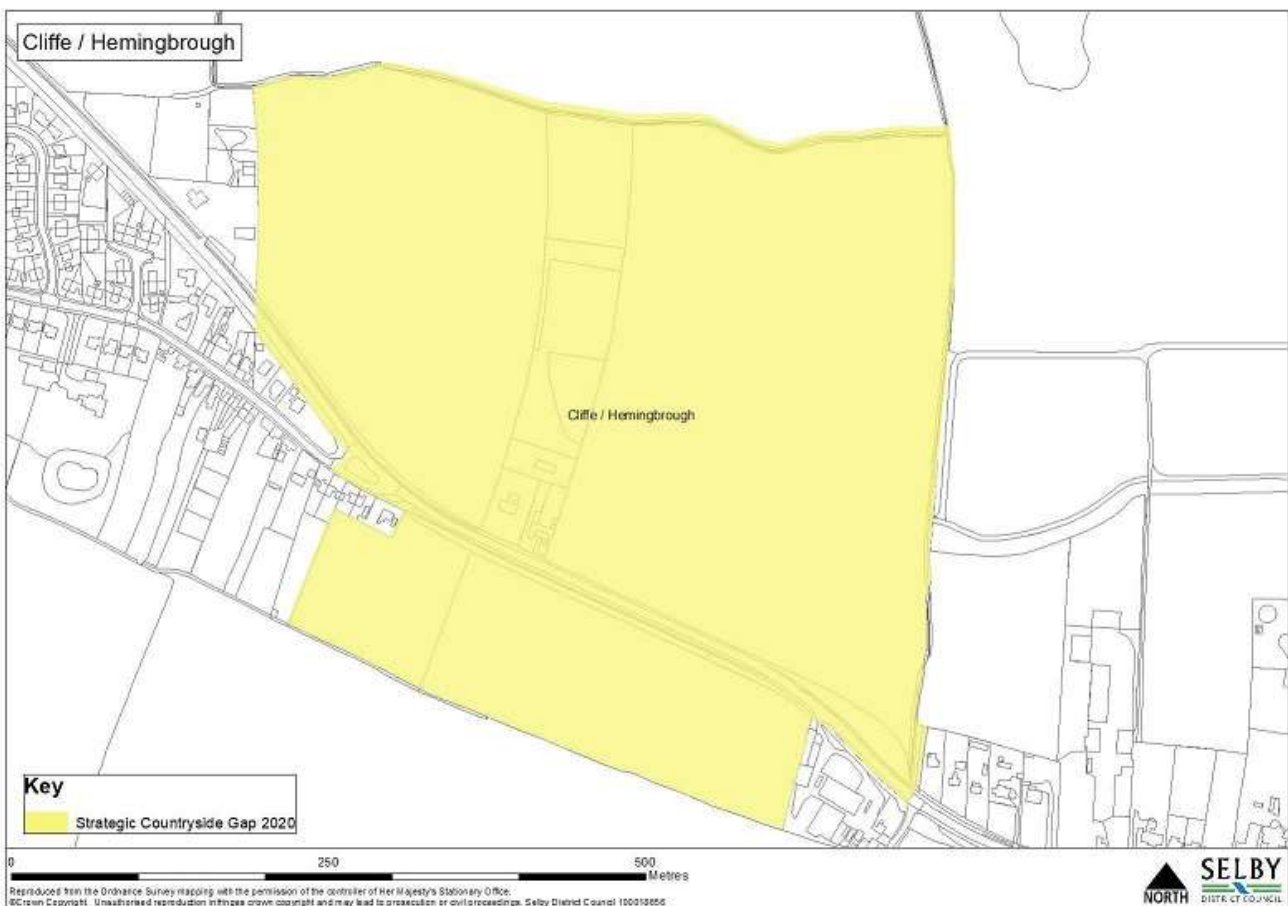 Cliffe / Hemingbrough
Cliffe / Hemingbrough
Key
Strategic Countryside Gap 2020
0 250 500
Metres
Reproduced from the Ordnance Survey mapping with the permission of the controller of Her Majesty's Stationary Office.
©Crown Copyright. Unauthorised reproduction infringes crown copyright and may lead to prosecution or civil proceedings. Selby District Council 100018656
NORTH
SELBY
DISTRICT COUNCIL